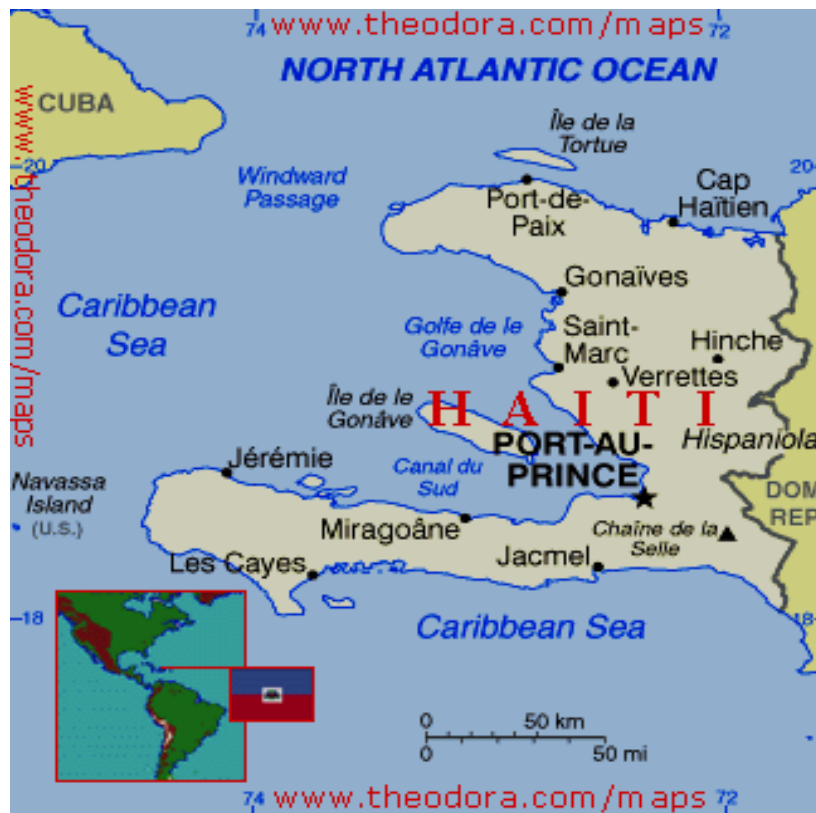 74 www.theodora.com/maps 72
NORTH ATLANTIC OCEAN
CUBA
www.theodora.com/maps
Île de la
Tortue
20
20
Windward
Passage
Port-de-
Paix
Cap
Haïtien
Gonaïves
Caribbean
Sea
Golfe de le
Gonâve
Saint-
Marc
Hinche
Verrettes
Île de le
Gonâve
HAITI
PORT-AU-
PRINCE
Hispaniola
Jérémie
Canal du
Sud
Navassa
Island
(U.S.)
DOM
REP
Miragoâne
Chaîne de la
Selle
Les Cayes
Jacmel
18
18
Caribbean Sea
0 50 km
0 50 mi
74 www.theodora.com/maps 72